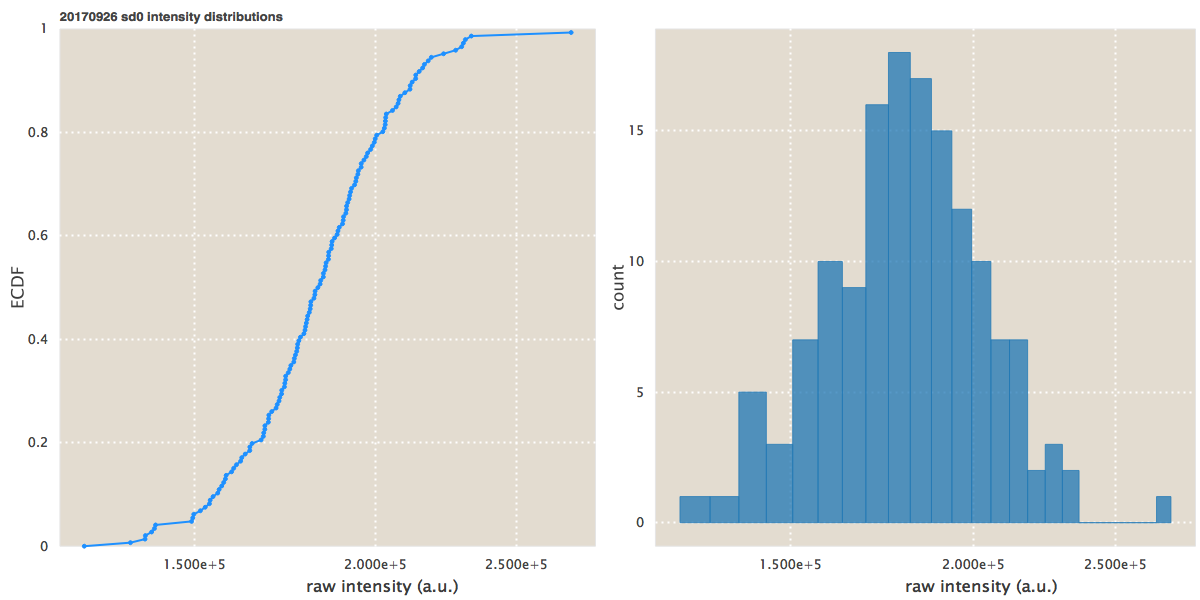 20170926 sd0 intensity distributions
1
0.8
0.6
0.4
0.2
0
ECDF
1.500e+5 2.000e+5 2.500e+5
raw intensity (a.u.)
15
10
5
0
count
1.500e+5 2.000e+5 2.500e+5
raw intensity (a.u.)